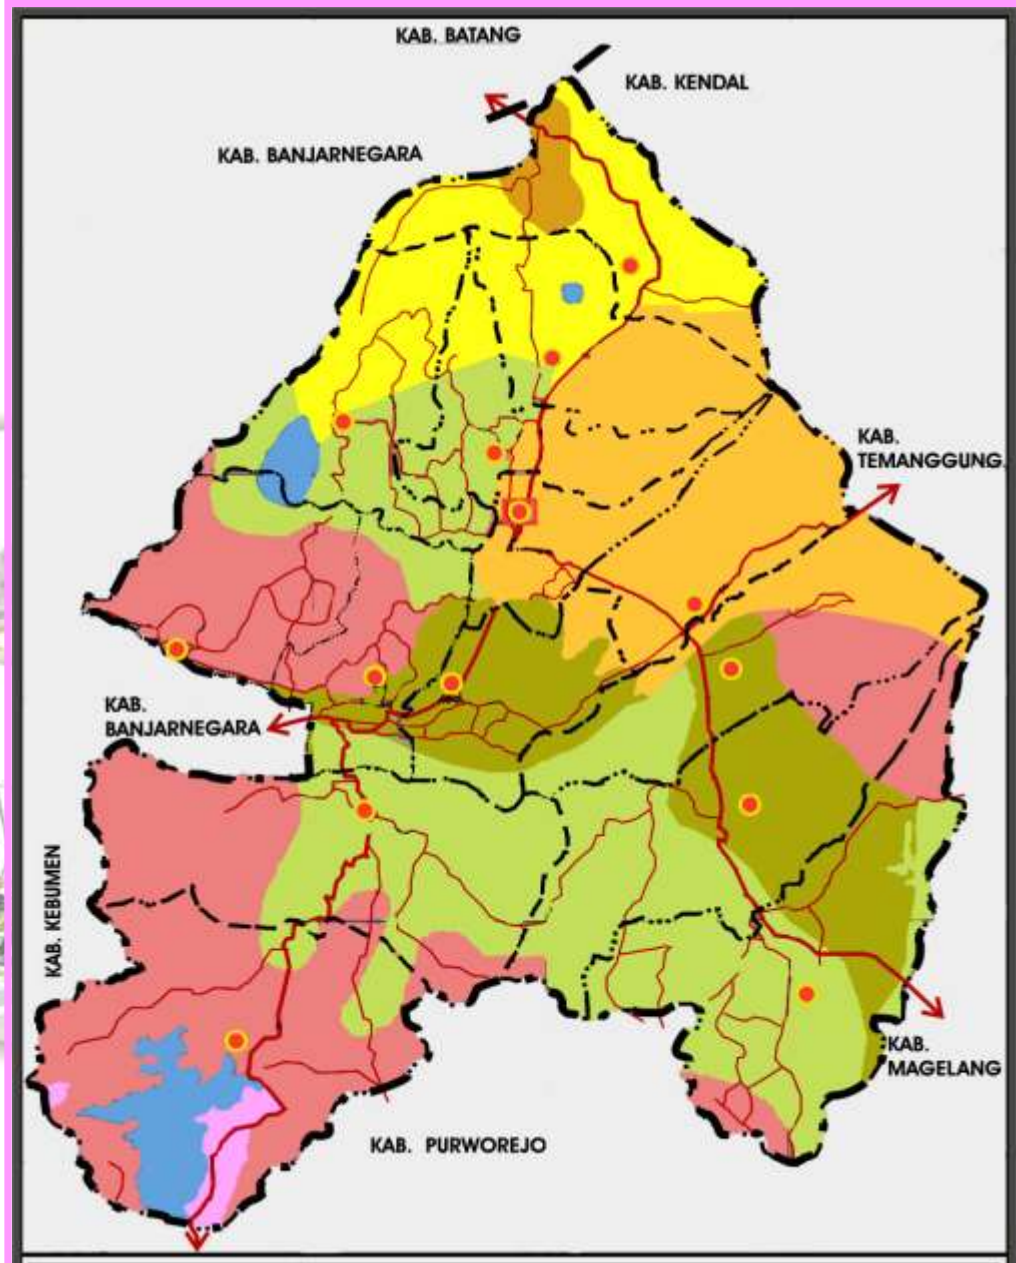 KAB. BATANG
KAB. KENDAL
KAB. BANJARNEGARA
KAB.
TEMANGGUNG.
KAB.
BANJARNEGARA
KAB. KEBUMEN
KAB.
MAGELANG
KAB. PURWOREJO